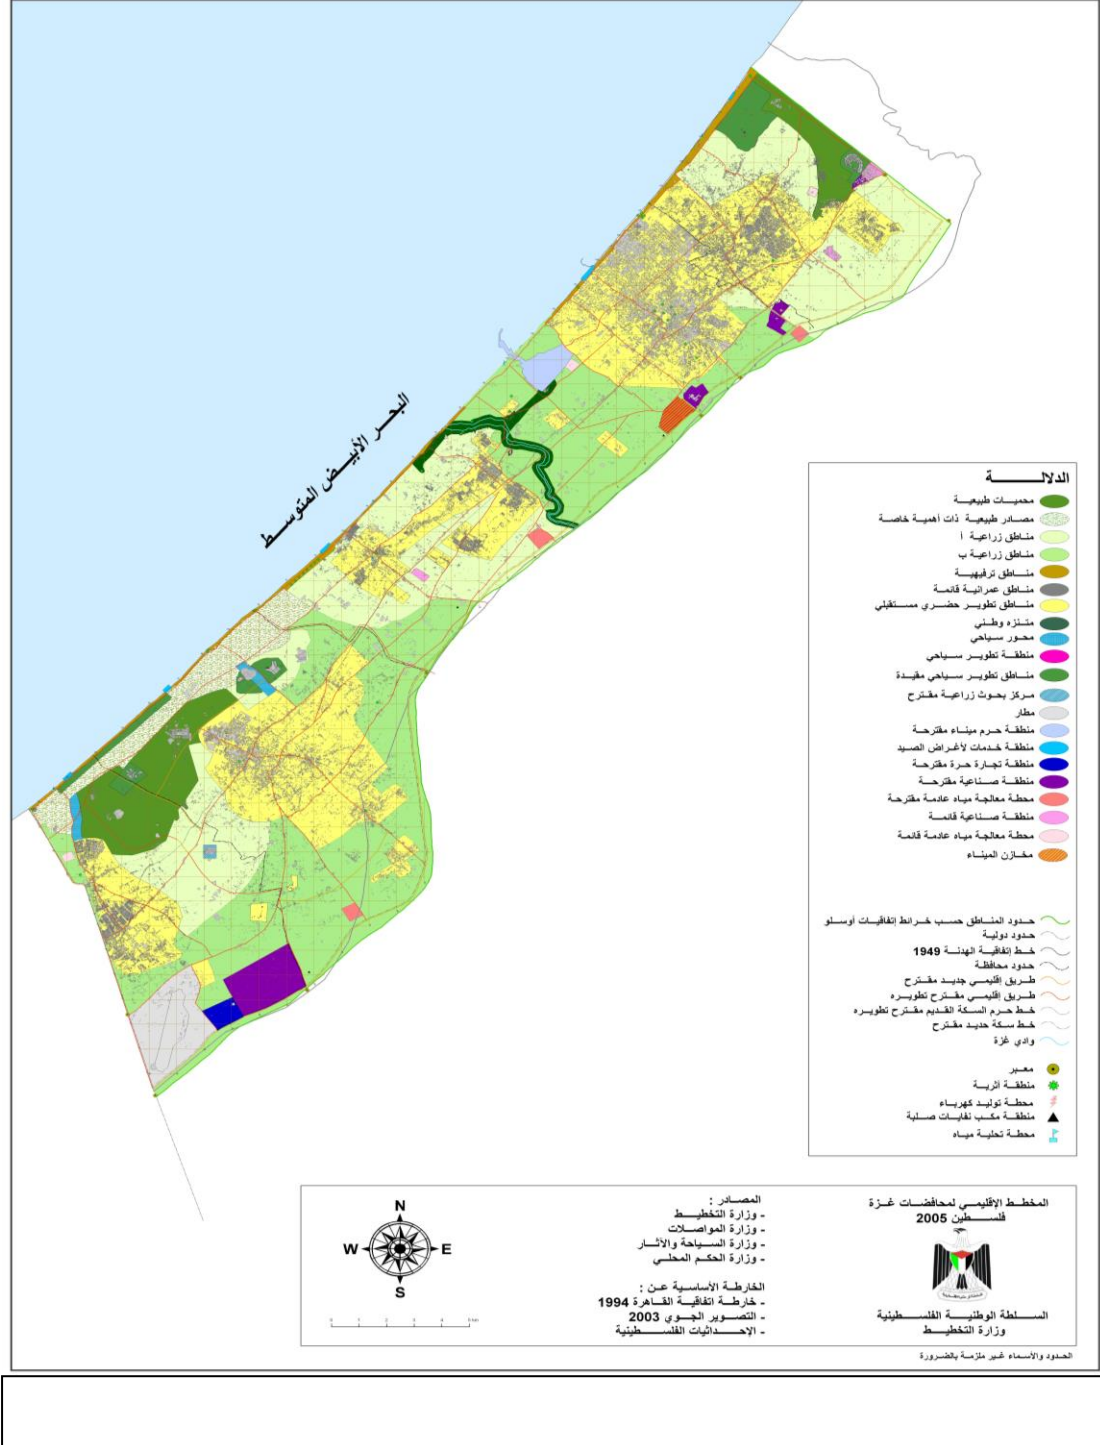 البحر الأبيض المتوسط
الدلالة
محميات طبيعية
مصادر طبيعية ذات أهمية خاصة
مناطق زراعية أ
مناطق زراعية ب
مناطق ترفيهية
مناطق عمرانية قائمة
مناطق تطوير حضري مستقبلي
متنزه وطني
محور سياحي
منطقة تطوير سياحي
مناطق تطوير سياحي مقيدة
مركز بحوث زراعية مقترح
مطار
منطقة حرم ميناء مقترحة
منطقة خدمات لأغراض الصيد
منطقة تجارة حرة مقترحة
منطقة صناعية مقترحة
محطة معالجة مياه عادمة مقترحة
منطقة صناعية قائمة
محطة معالجة مياه عادمة قائمة
مخازن الميناء
حدود المناطق حسب خرائط إتفاقيات أوسلو
حدود دولية
خط إتفاقية الهدنة 1949
حدود محافظة
طريق إقليمي جديد مقترح
طريق إقليمي مقترح تطويره
خط حرم السكة القديم مقترح تطويره
خط سكة حديد مقترح
وادي غزة
معبر
منطقة أثرية
محطة توليد كهرباء
منطقة مكب نفايات صلبة
محطة تحلية مياه
المخطط الإقليمي لمحافظات غزة
فلسطين 2005
السلطة الوطنية الفلسطينية
وزارة التخطيط
المصادر :
- وزارة التخطيط
- وزارة المواصلات
- وزارة السياحة والآثار
- وزارة الحكم المحلي
الخارطة الأساسية عن :
- خارطة اتفاقية القاهرة 1994
- التصوير الجوي 2003
- الإحداثيات الفلسطينية
N
W
E
S
الحدود والأسماء غير ملزمة بالضرورة